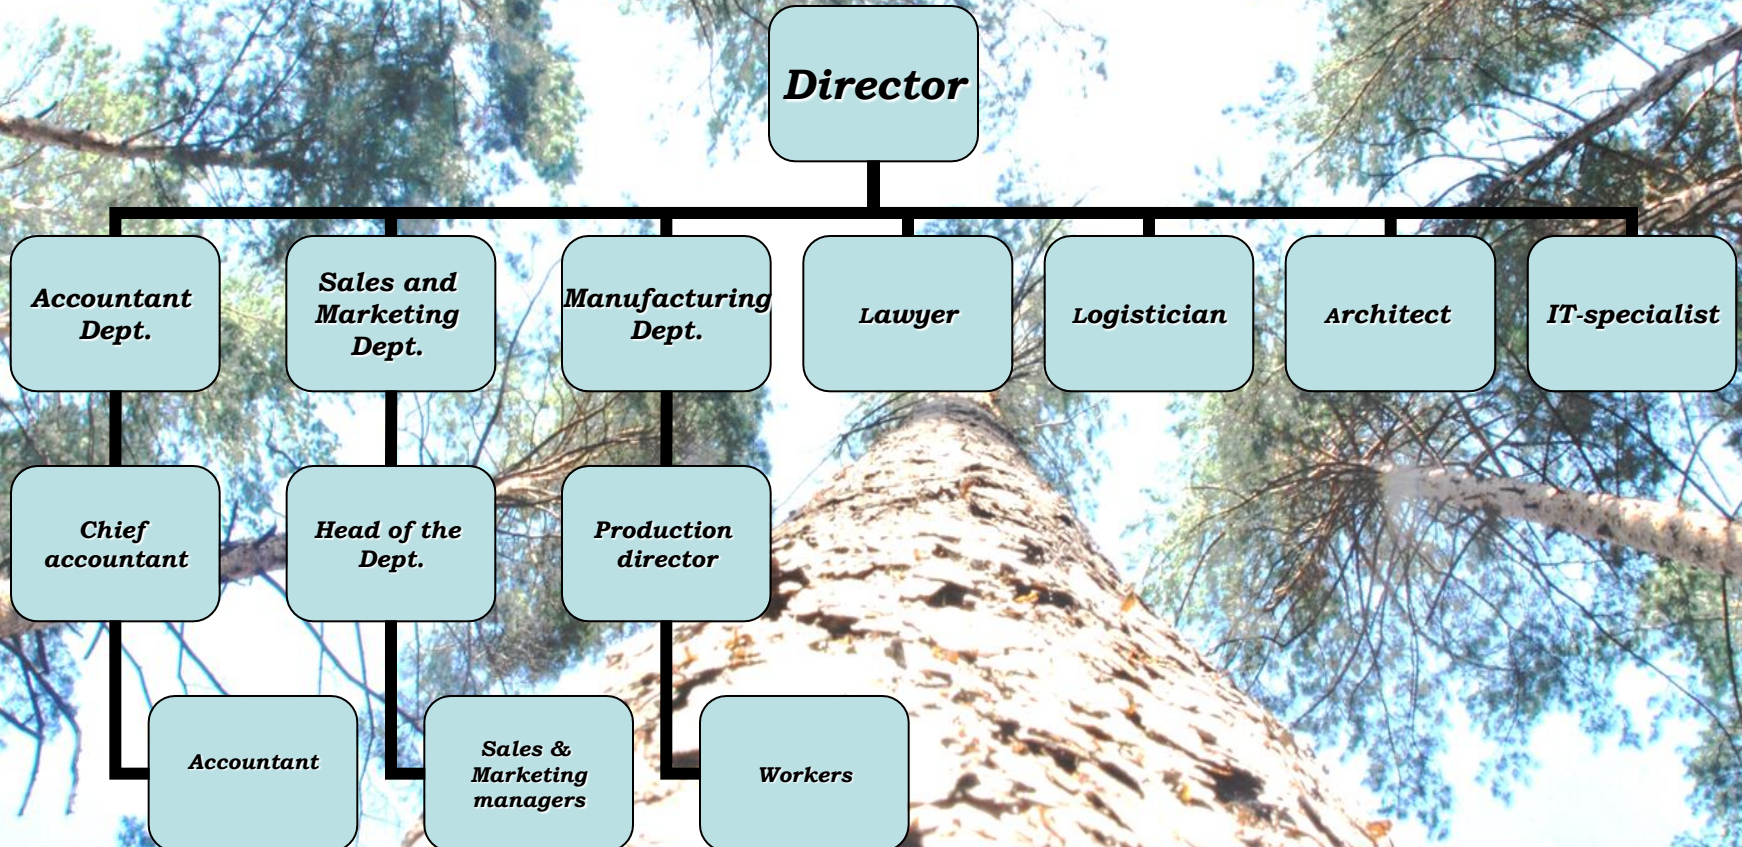 Director
Accountant
Dept.
Sales and
Marketing
Dept.
Manufacturing
Dept.
Lawyer
Logistician
Architect
IT-specialist
Chief
accountant
Head of the
Dept.
Production
director
Accountant
Sales &
Marketing
managers
Workers